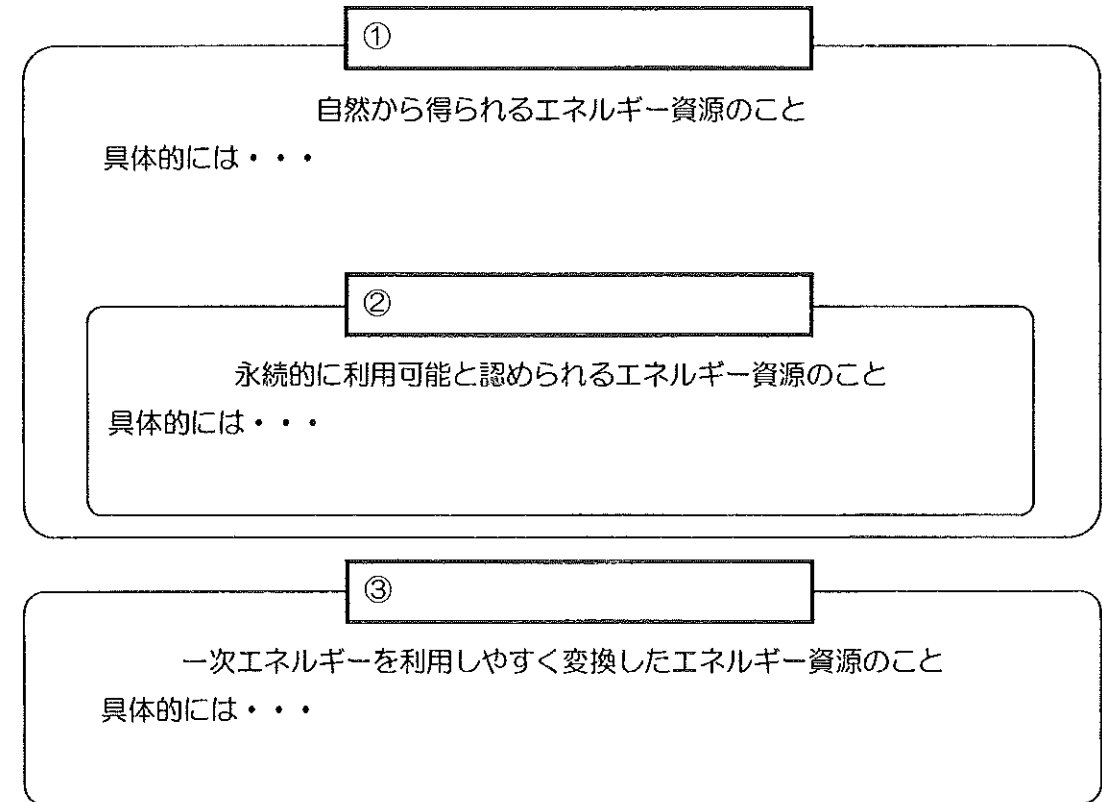 ①
自然から得られるエネルギー資源のこと
具体的には・・・
②
永続的に利用可能と認められるエネルギー資源のこと
具体的には・・・
③
一次エネルギーを利用しやすく変換したエネルギー資源のこと
具体的には・・・